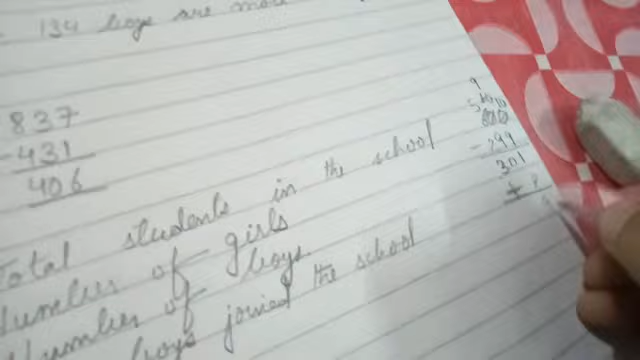 134 boys are more
837
- 431
406
Total students in the school
Number of girls
Number of boys
boys joined the school
- 299
301